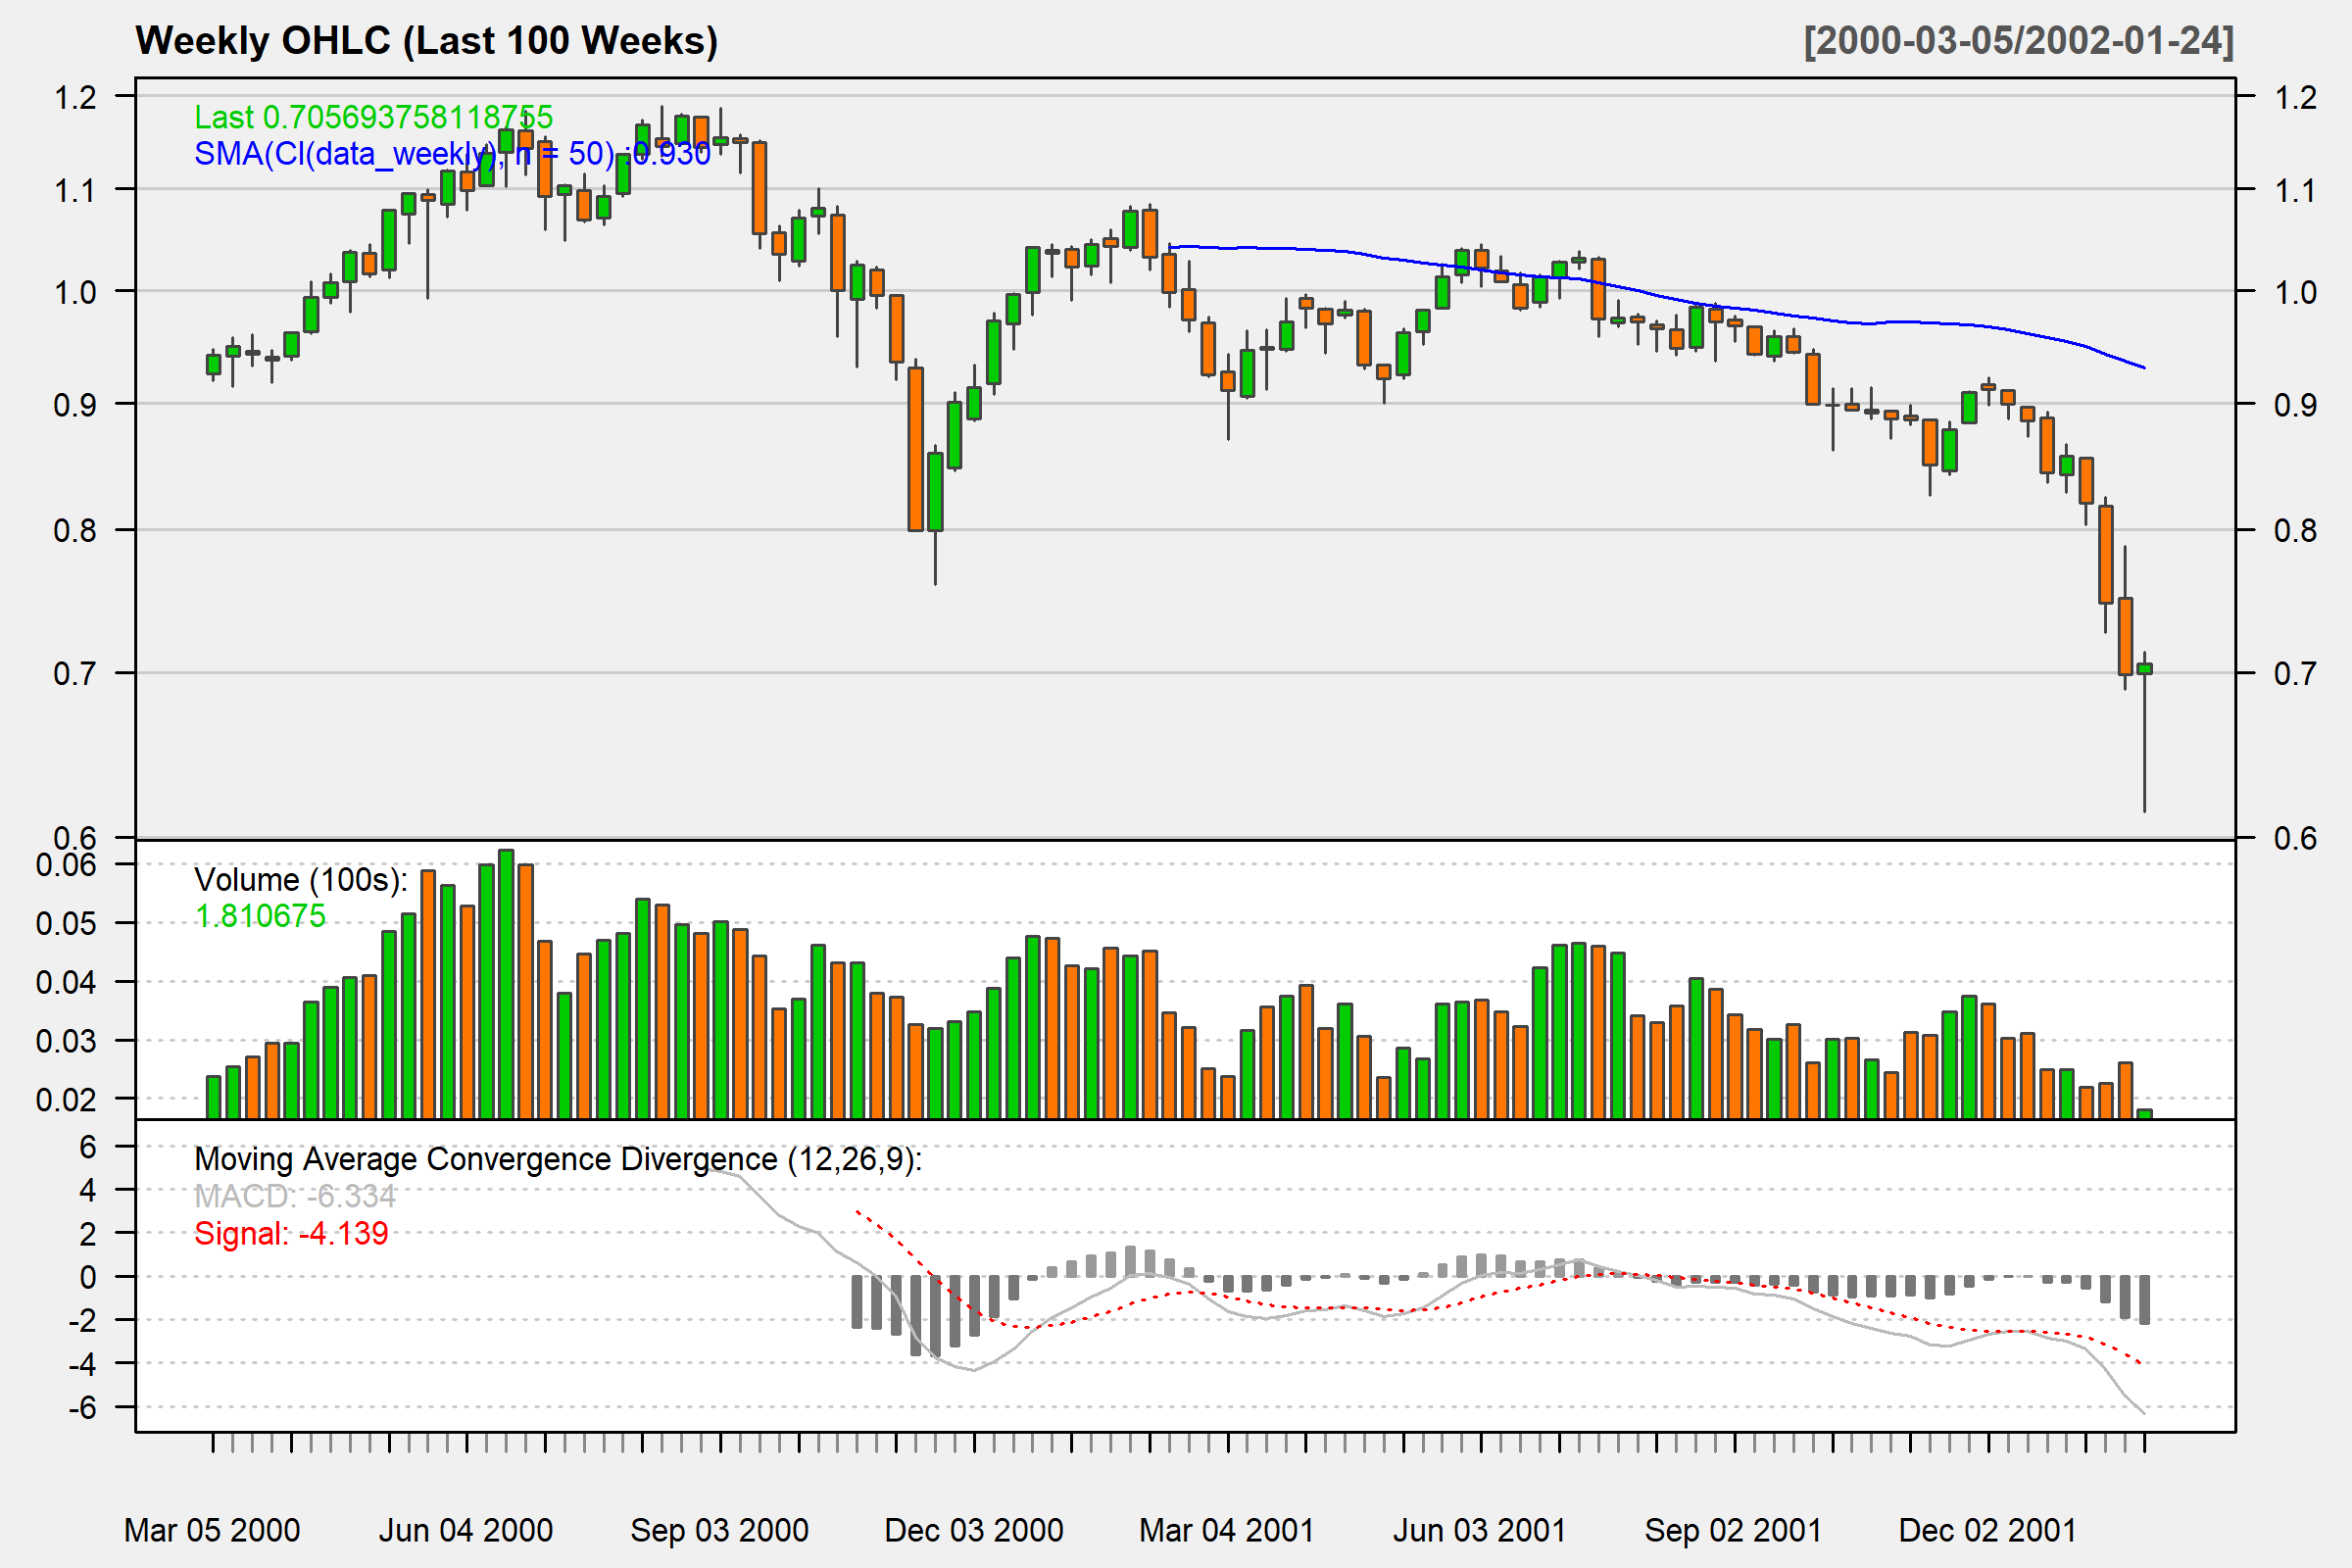 Weekly OHLC (Last 100 Weeks) [2000-03-05/2002-01-24]
Last 0.705693758118755
SMA(Cl(data_weekly), n = 50) :0.930
1.2 1.2
1.1 1.1
1.0 1.0
0.9 0.9
0.8 0.8
0.7 0.7
0.6 0.6
Volume (100s):
1.810675
0.06
0.05
0.04
0.03
0.02
Moving Average Convergence Divergence (12,26,9):
MACD: -6.334
Signal: -4.139
6
4
2
0
-2
-4
-6
Mar 05 2000 Jun 04 2000 Sep 03 2000 Dec 03 2000 Mar 04 2001 Jun 03 2001 Sep 02 2001 Dec 02 2001